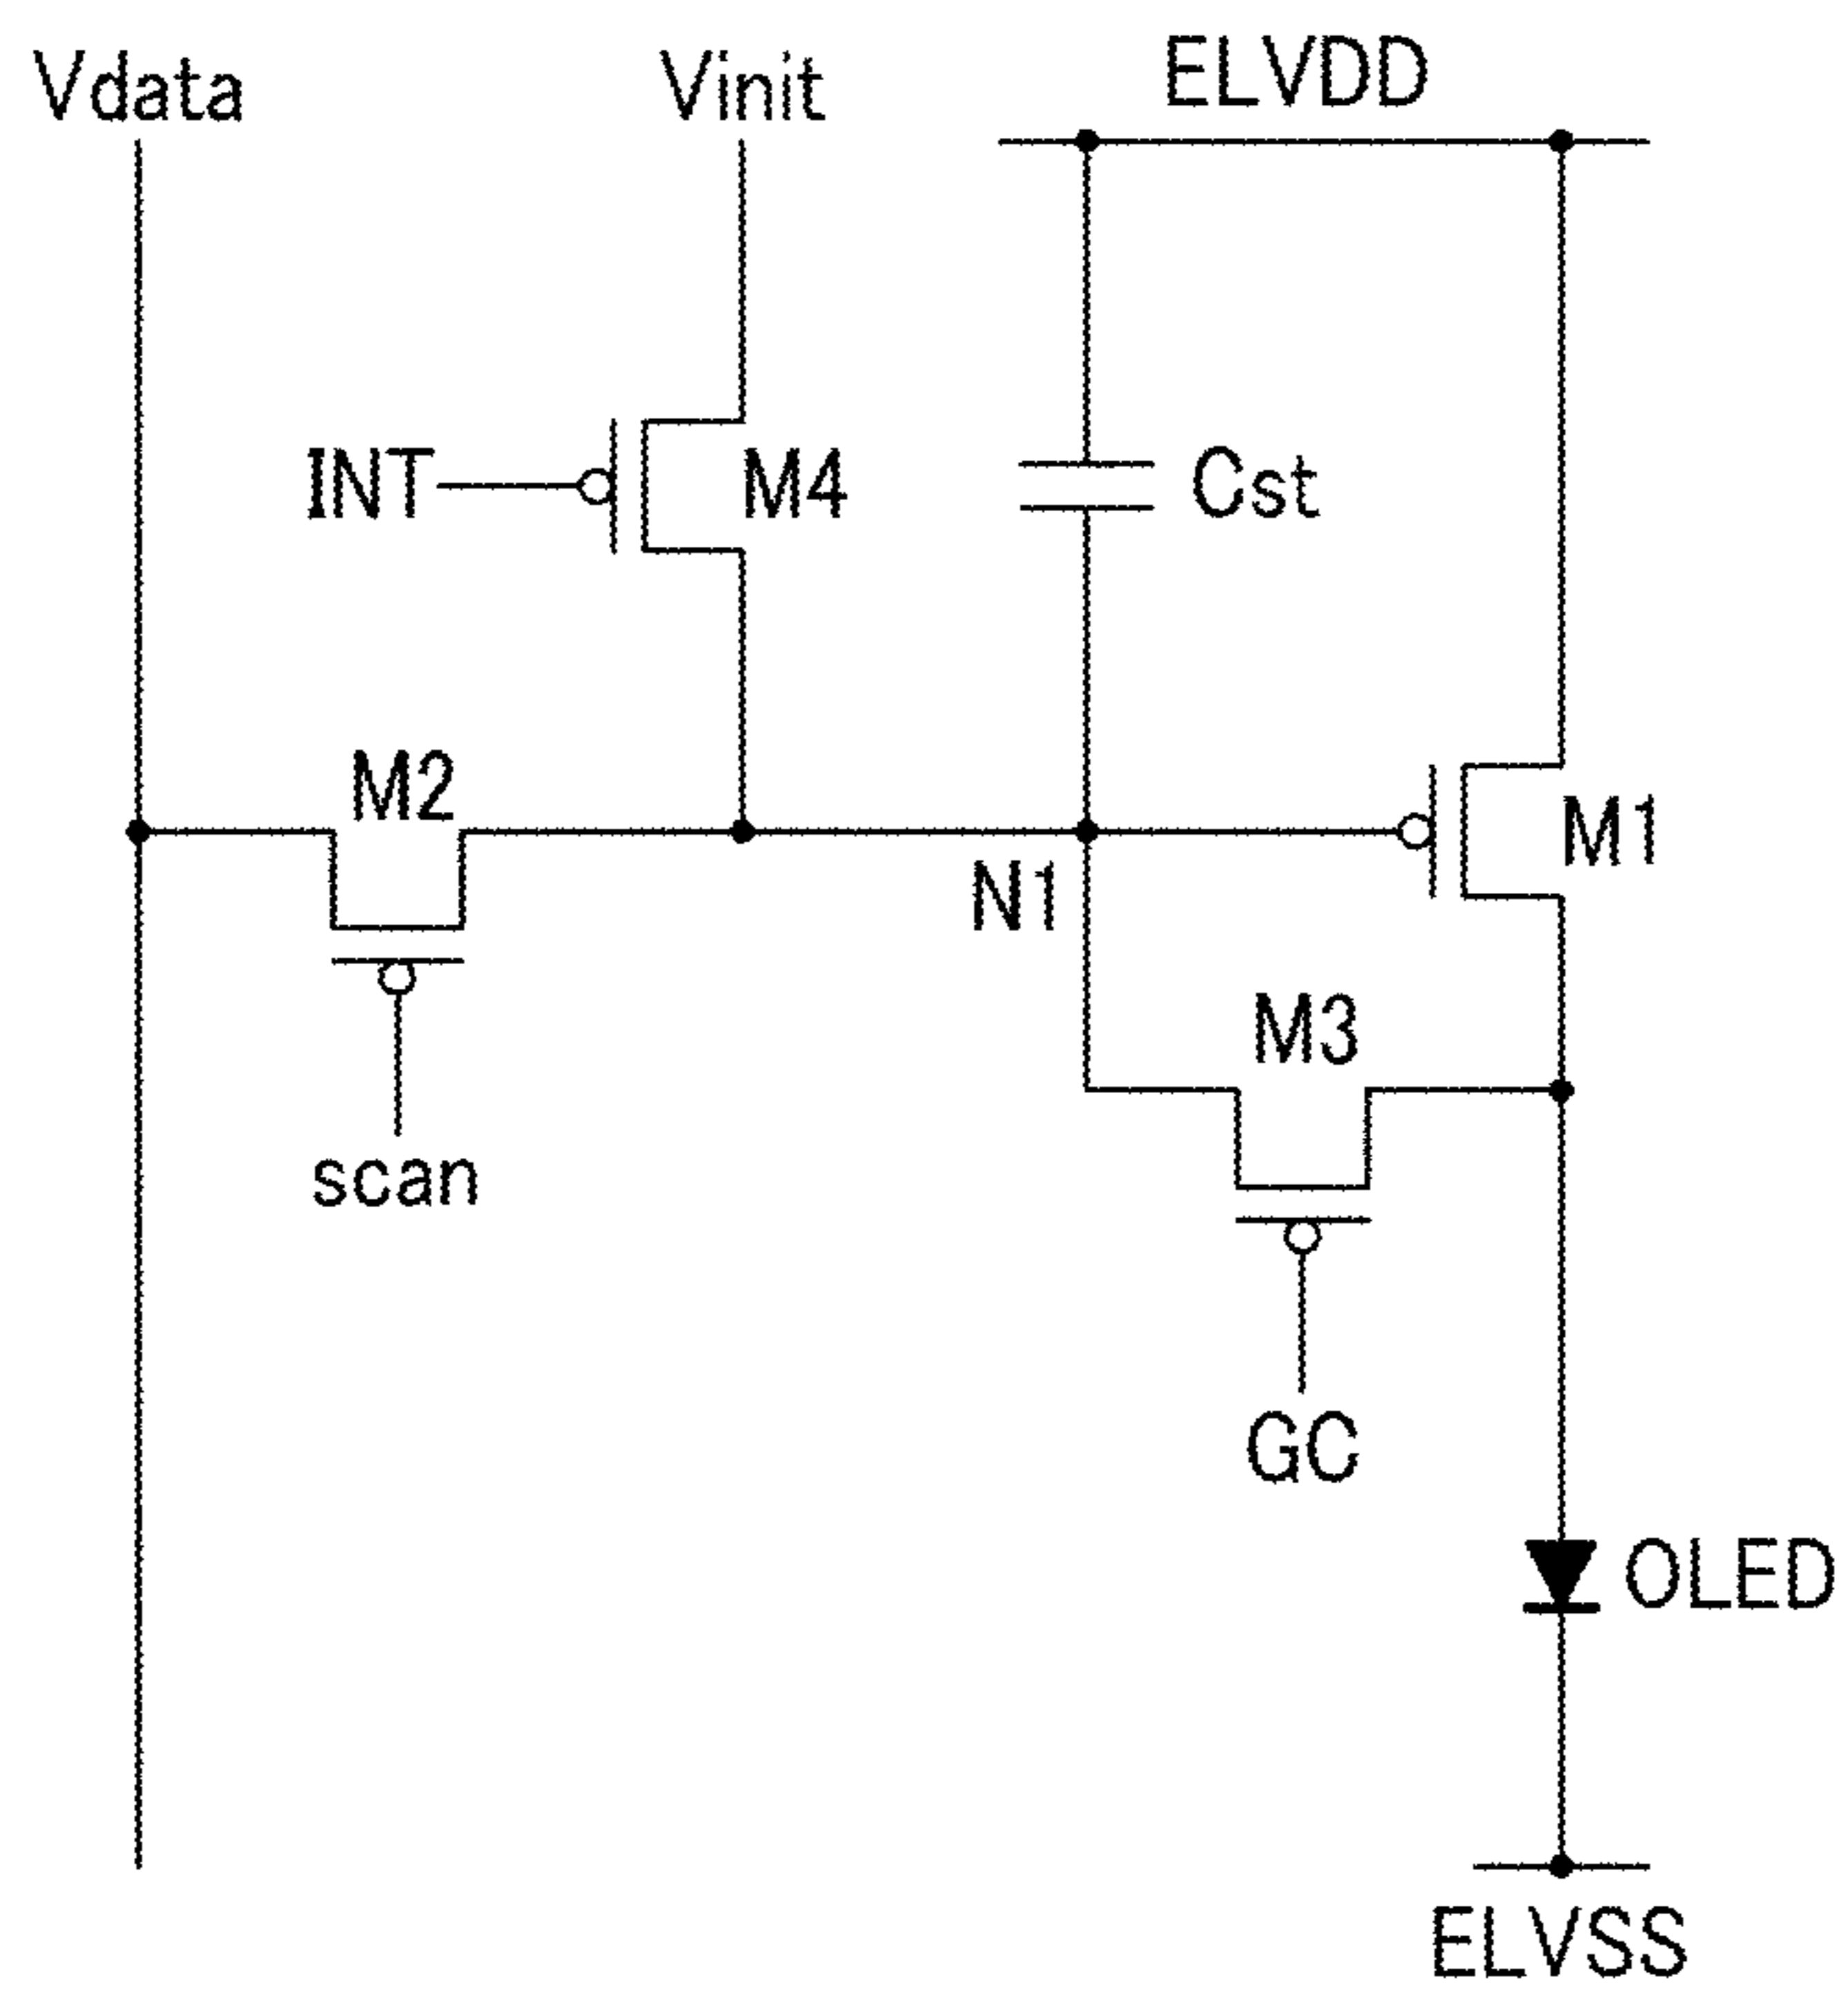 Vdata
Vinit
ELVDD
INT
M4
Cst
M2
M1
N1
M3
scan
GC
OLED
ELVSS